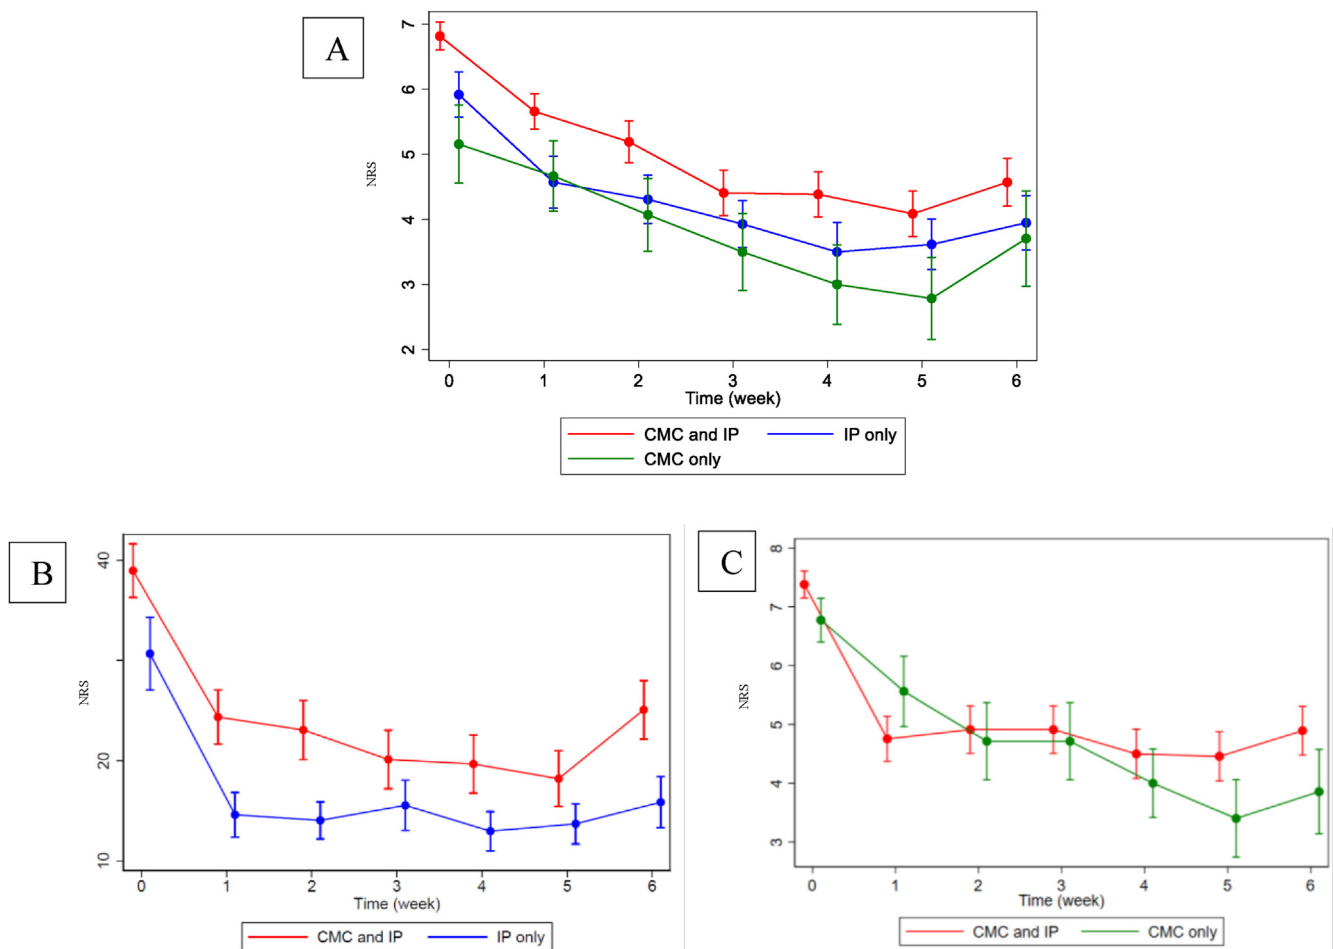 A
7
6
5
4
3
2
NRS
0 1 2 3 4 5 6
Time (week)
CMC and IP IP only
CMC only
B
40
20
10
NRS
0 1 2 3 4 5 6
Time (week)
CMC and IP IP only
C
8
7
6
5
4
3
NRS
0 1 2 3 4 5 6
Time (week)
CMC and IP CMC only